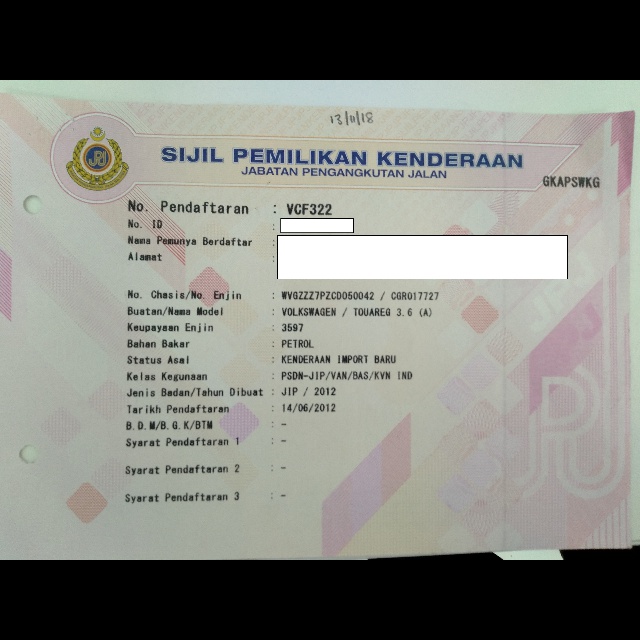 13/11/18
SIJIL PEMILIKAN KENDERAAN
JABATAN PENGANGKUTAN JALAN
GKAPSWKG
No. Pendaftaran : VCF322
No. ID :
Nama Pemunya Berdaftar :
Alamat :
No. Chasis/No. Enjin : WVGZZZ7PZCD050042 / CGR017727
Buatan/Nama Model : VOLKSWAGEN / TOUAREG 3.6 (A)
Keupayaan Enjin : 3597
Bahan Bakar : PETROL
Status Asal : KENDERAAN IMPORT BARU
Kelas Kegunaan : PSDN-JIP/VAN/BAS/KVN IND
Jenis Badan/Tahun Dibuat : JIP / 2012
Tarikh Pendaftaran : 14/06/2012
B.D.M/B.G.K/BTM : -
Syarat Pendaftaran 1 : -
Syarat Pendaftaran 2 : -
Syarat Pendaftaran 3 : -